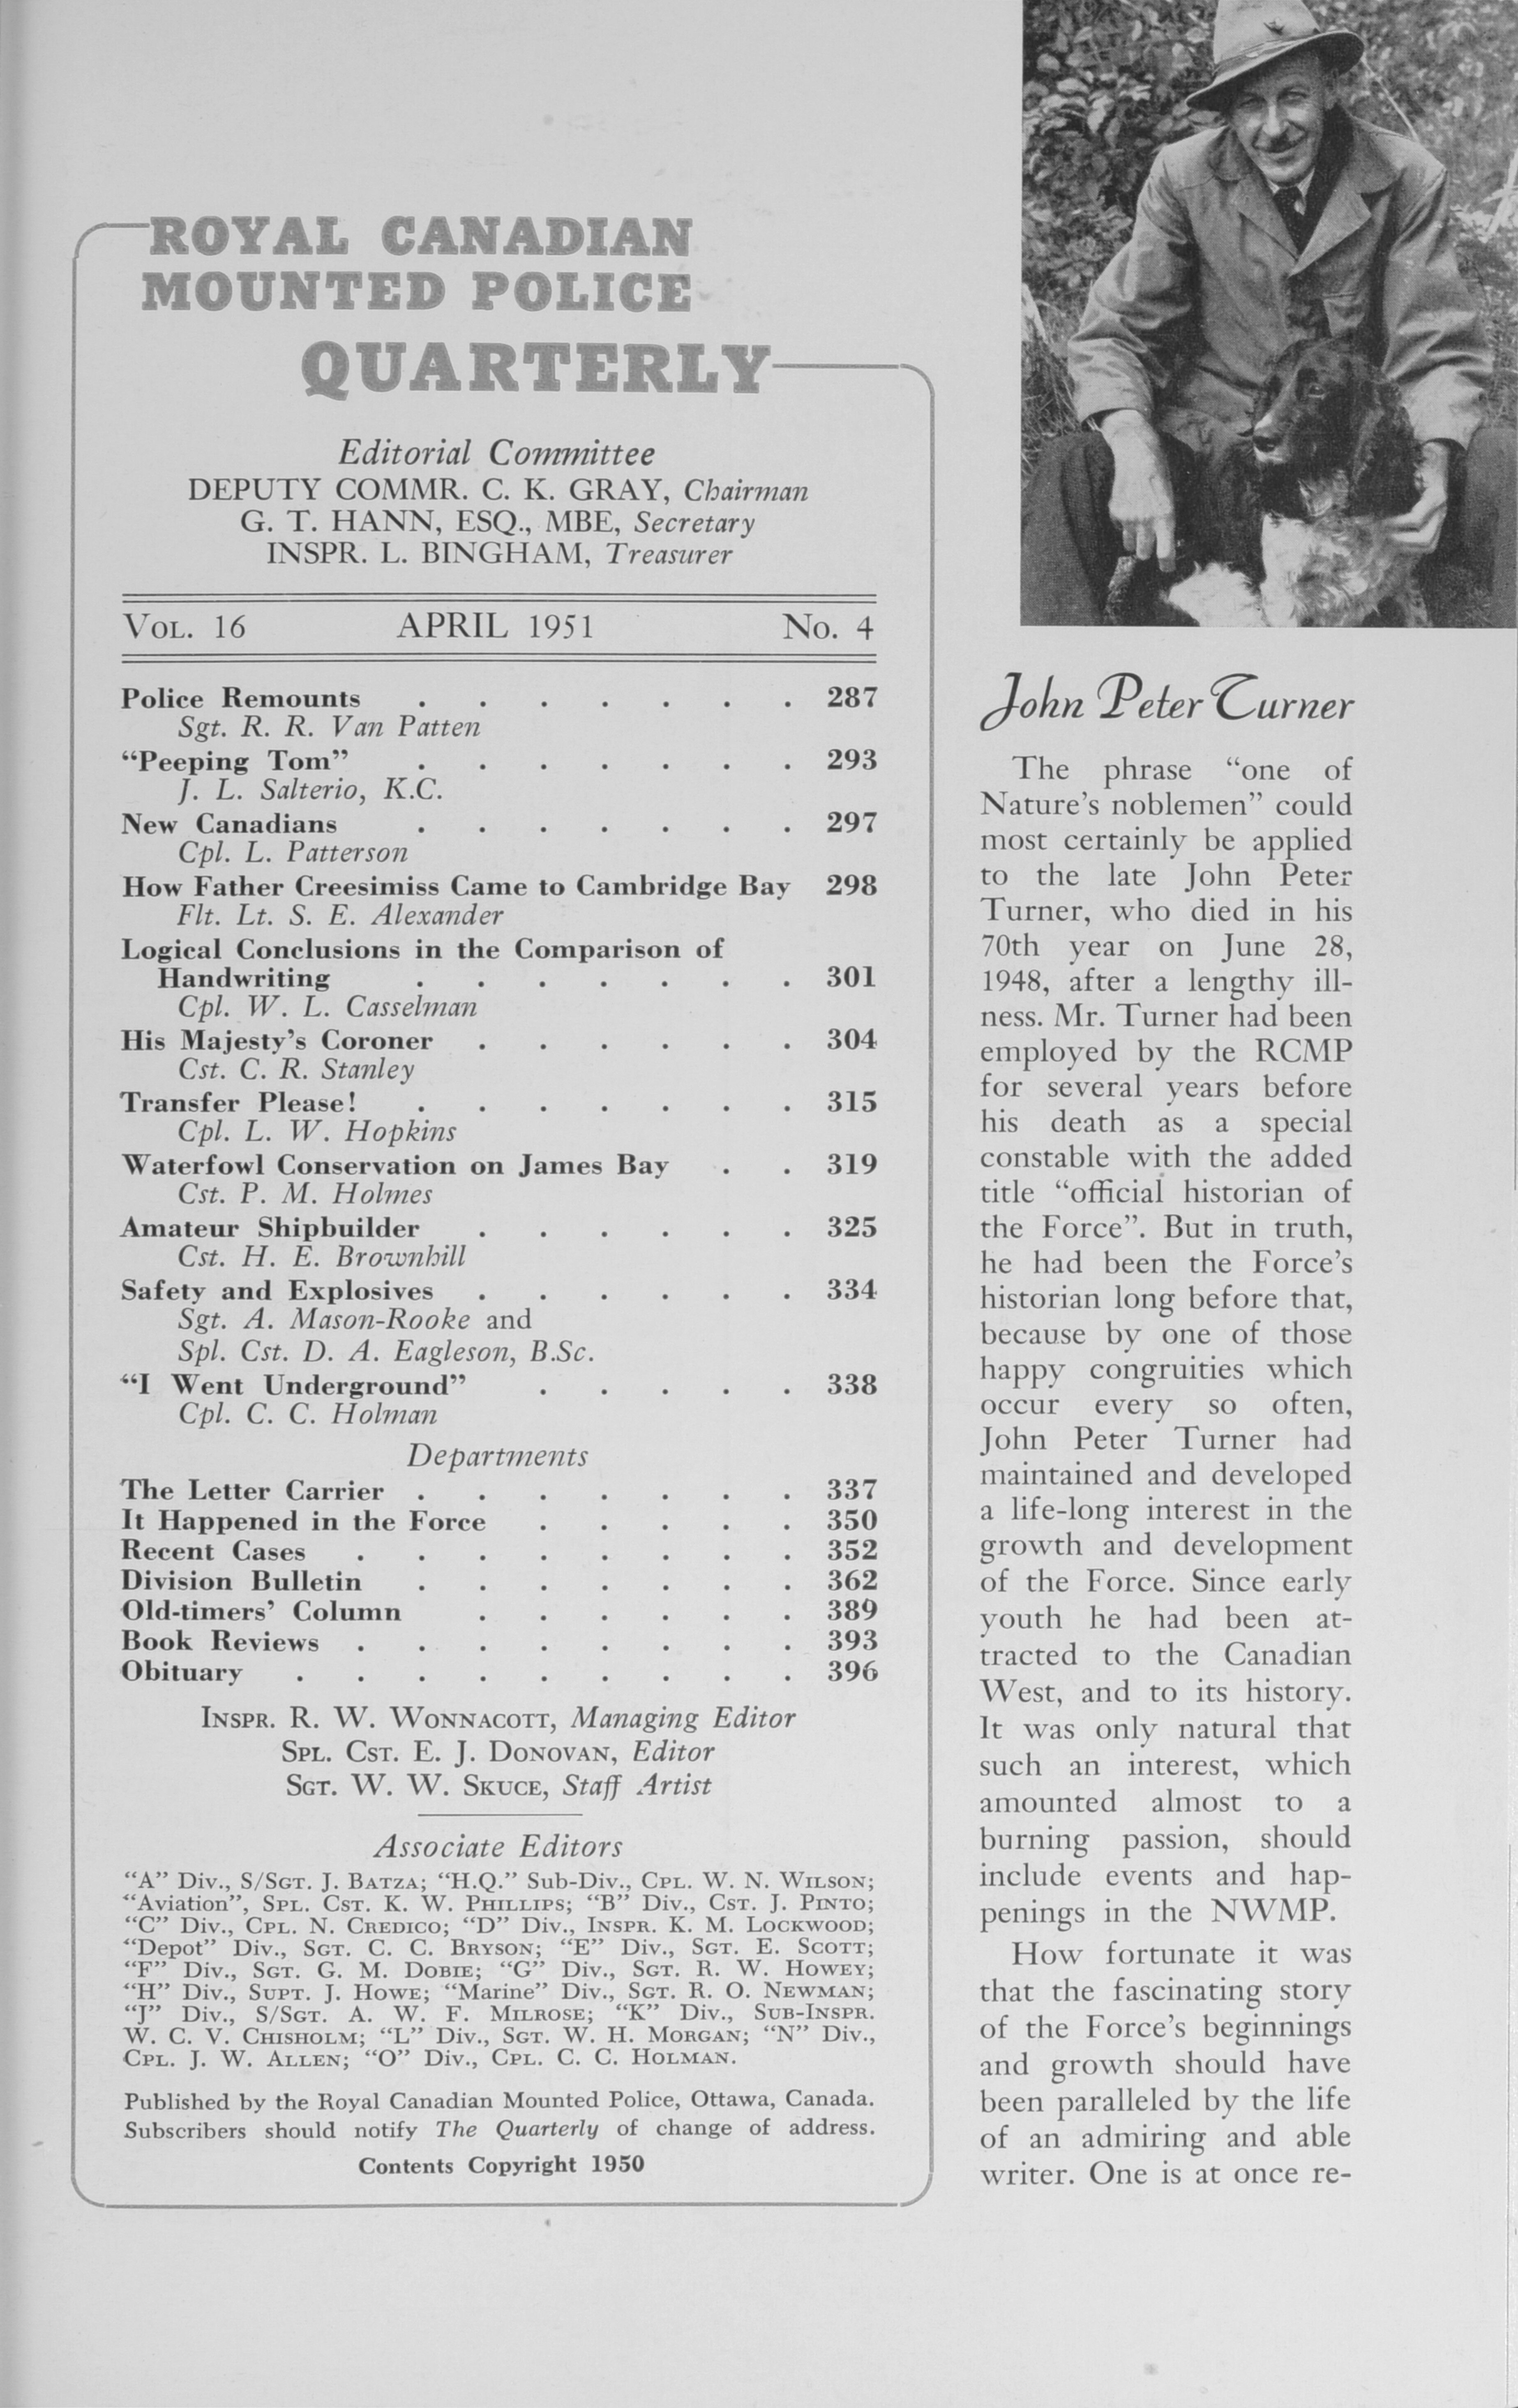 ROYAL CANADIAN
MOUNTED POLICE
QUARTERLY
Editorial Committee
DEPUTY COMMR. C. K. GRAY, Chairman
G. T. HANN, ESQ., MBE, Secretary
INSPR. L. BINGHAM, Treasurer
VOL. 16 APRIL 1951 No. 4
Police Remounts . . . . . . . 287
Sgt. R. R. Van Patten
“Peeping Tom” . . . . . . . 293
J. L. Salterio, K.C.
New Canadians . . . . . . . 297
Cpl. L. Patterson
How Father Creesimiss Came to Cambridge Bay 298
Flt. Lt. S. E. Alexander
Logical Conclusions in the Comparison of
Handwriting . . . . . . . 301
Cpl. W. L. Casselman
His Majesty’s Coroner . . . . . . 304
Cst. C. R. Stanley
Transfer Please! . . . . . . . 315
Cpl. L. W. Hopkins
Waterfowl Conservation on James Bay . . 319
Cst. P. M. Holmes
Amateur Shipbuilder . . . . . . 325
Cst. H. E. Brownhill
Safety and Explosives . . . . . . 334
Sgt. A. Mason-Rooke and
Spl. Cst. D. A. Eagleson, B.Sc.
“I Went Underground” . . . . . 338
Cpl. C. C. Holman
Departments
The Letter Carrier . . . . . . . 337
It Happened in the Force . . . . . 350
Recent Cases . . . . . . . . 352
Division Bulletin . . . . . . . 362
Old-timers’ Column . . . . . . 389
Book Reviews . . . . . . . . 393
Obituary . . . . . . . . . 396
INSPR. R. W. WONNACOTT, Managing Editor
SPL. CST. E. J. DONOVAN, Editor
SGT. W. W. SKUCE, Staff Artist
Associate Editors
“A” Div., S/SGT. J. BATZA; “H.Q.” Sub-Div., CPL. W. N. WILSON;
“Aviation”, SPL. CST. K. W. PHILLIPS; “B” Div., CST. J. PINTO;
“C” Div., CPL. N. CREDICO; “D” Div., INSPR. K. M. LOCKWOOD;
“Depot” Div., SGT. C. C. BRYSON; “E” Div., SGT. E. SCOTT;
“F” Div., SGT. G. M. DOBIE; “G” Div., SGT. R. W. HOWEY;
“H” Div., SUPT. J. HOWE; “Marine” Div., SGT. R. O. NEWMAN;
“J” Div., S/SGT. A. W. F. MILROSE; “K” Div., SUB-INSPR.
W. C. V. CHISHOLM; “L” Div., SGT. W. H. MORGAN; “N” Div.,
CPL. J. W. ALLEN; “O” Div., CPL. C. C. HOLMAN.
Published by the Royal Canadian Mounted Police, Ottawa, Canada.
Subscribers should notify The Quarterly of change of address.
Contents Copyright 1950
John Peter Turner
The phrase “one of
Nature’s noblemen” could
most certainly be applied
to the late John Peter
Turner, who died in his
70th year on June 28,
1948, after a lengthy ill-
ness. Mr. Turner had been
employed by the RCMP
for several years before
his death as a special
constable with the added
title “official historian of
the Force”. But in truth,
he had been the Force’s
historian long before that,
because by one of those
happy congruities which
occur every so often,
John Peter Turner had
maintained and developed
a life-long interest in the
growth and development
of the Force. Since early
youth he had been at-
tracted to the Canadian
West, and to its history.
It was only natural that
such an interest, which
amounted almost to a
burning passion, should
include events and hap-
penings in the NWMP.
How fortunate it was
that the fascinating story
of the Force’s beginnings
and growth should have
been paralleled by the life
of an admiring and able
writer. One is at once re-